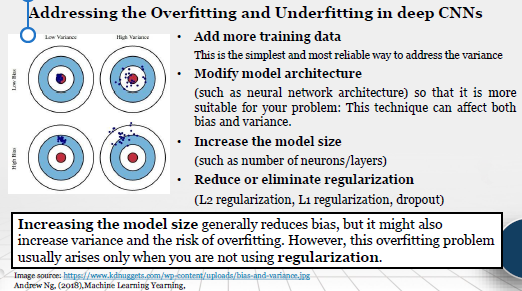 Addressing the Overfitting and Underfitting in deep CNNs
Low Variance
High Variance
Low Bias
High Bias
• Add more training data
This is the simplest and most reliable way to address the variance
• Modify model architecture
(such as neural network architecture) so that it is more
suitable for your problem: This technique can affect both
bias and variance.
• Increase the model size
(such as number of neurons/layers)
• Reduce or eliminate regularization
(L2 regularization, L1 regularization, dropout)
Increasing the model size generally reduces bias, but it might also
increase variance and the risk of overfitting. However, this overfitting problem
usually arises only when you are not using regularization.
Image source: https://www.kdnuggets.com/wp-content/uploads/bias-and-variance.jpg
Andrew Ng, (2018),Machine Learning Yearning,